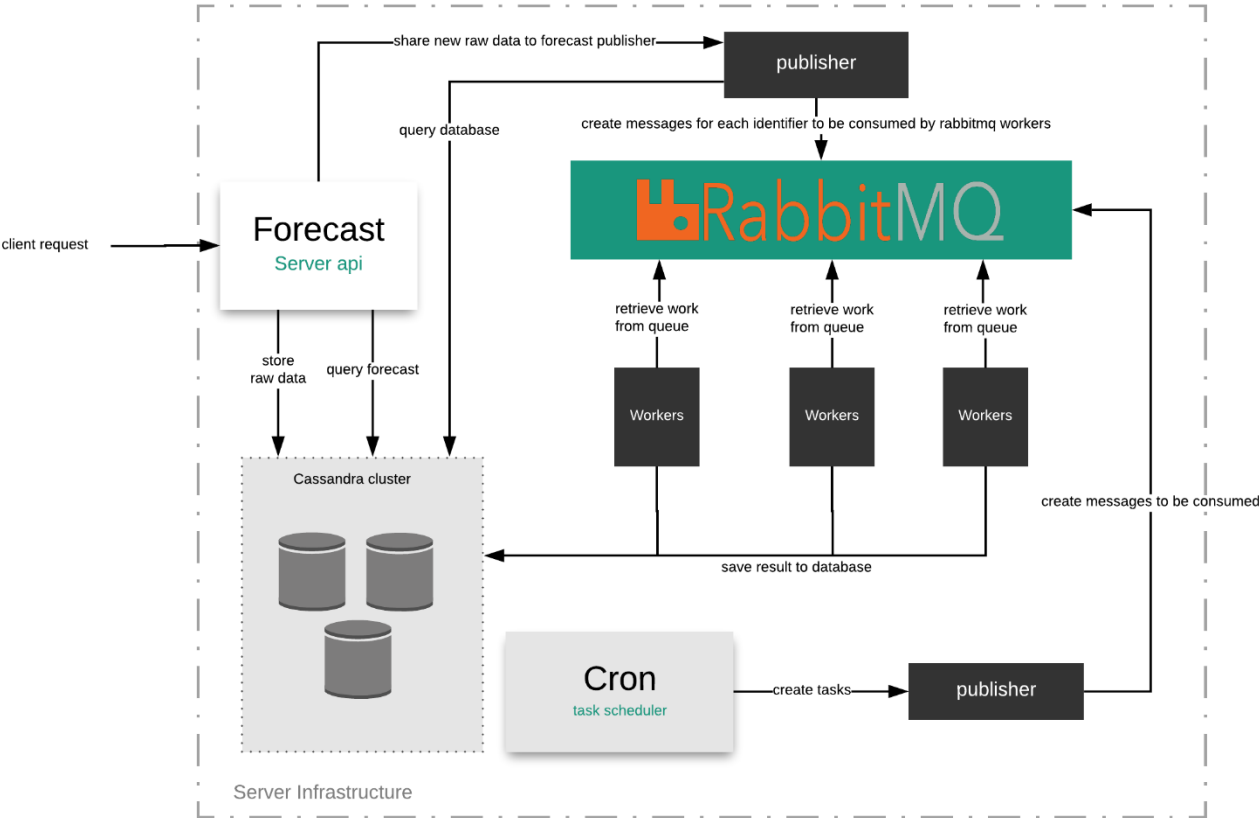 share new raw data to forecast publisher
publisher
query database
create messages for each identifier to be consumed by rabbitmq workers
RabbitMQ
Forecast
Server api
client request
retrieve work
from queue
retrieve work
from queue
retrieve work
from queue
store
raw data
query forecast
Workers
Workers
Workers
Cassandra cluster
create messages to be consumed
save result to database
Cron
task scheduler
create tasks
publisher
Server Infrastructure